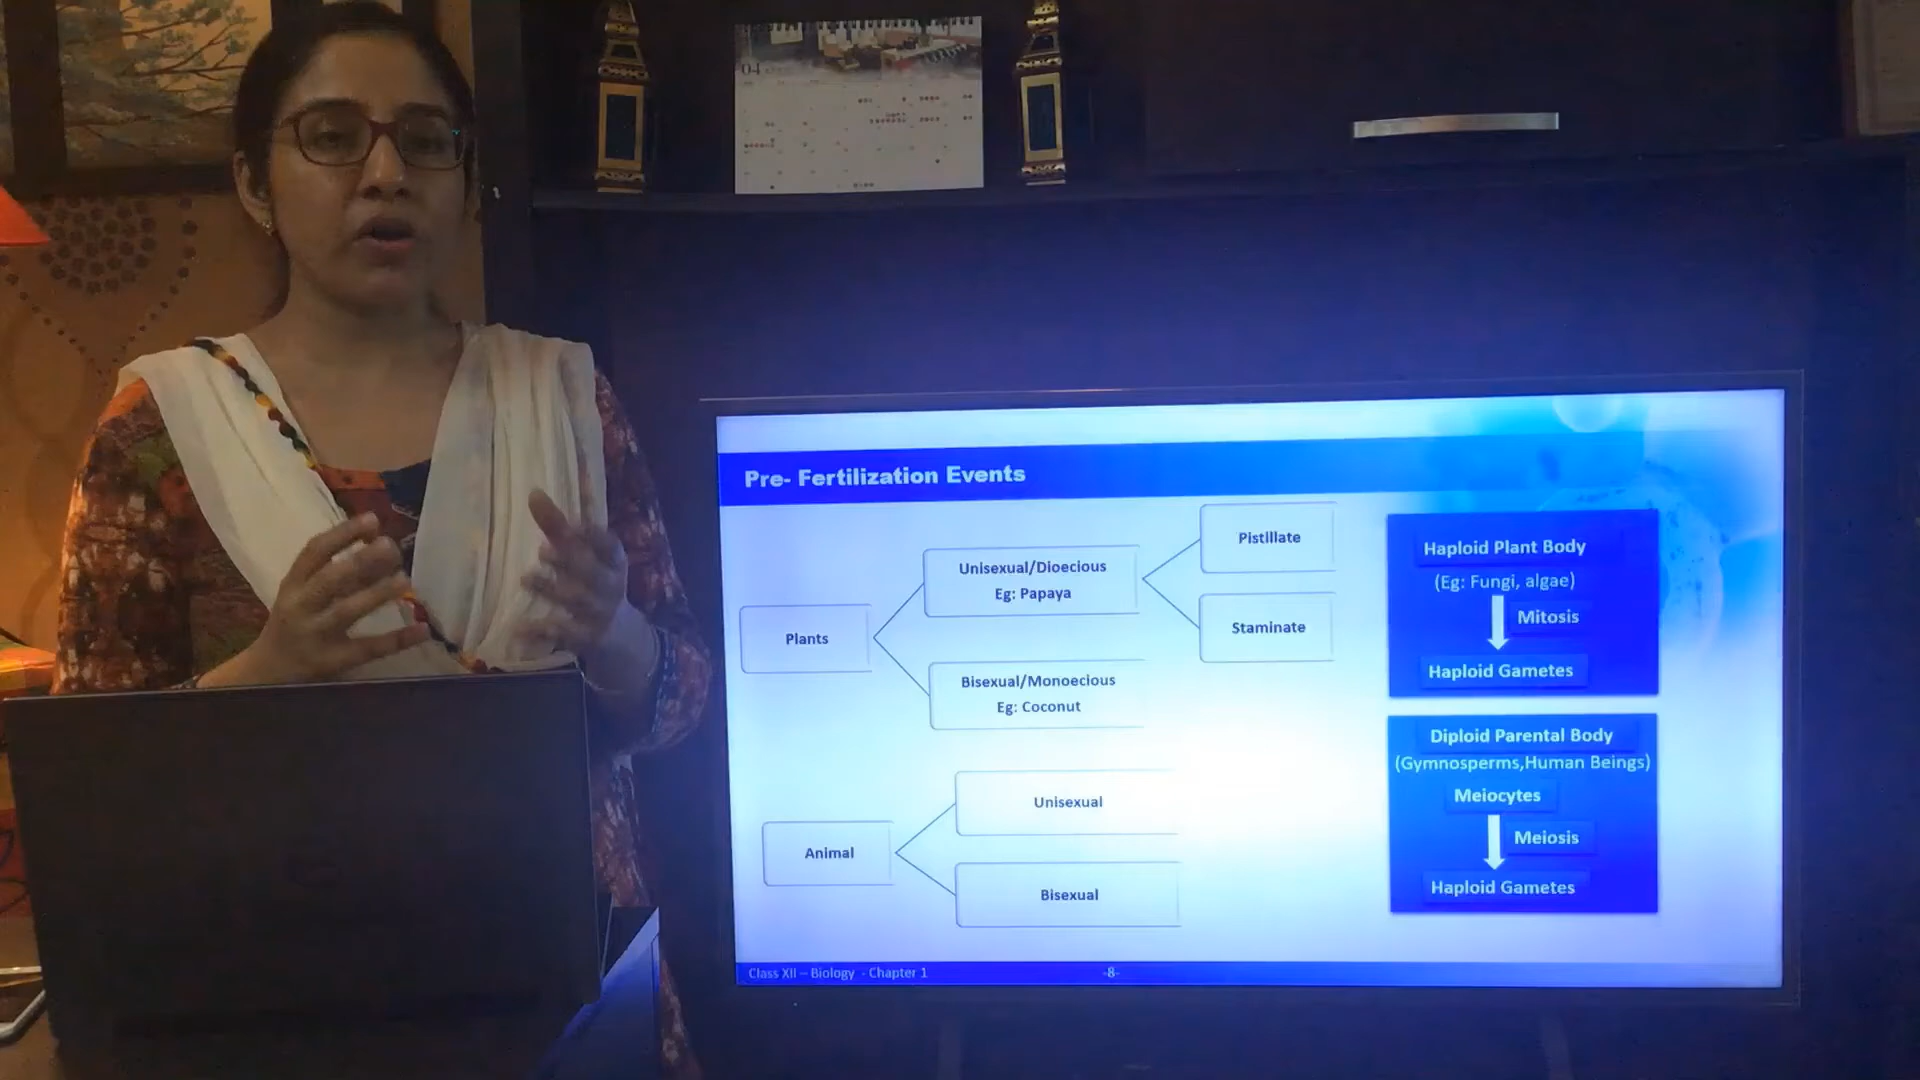 04
Pre- Fertilization Events
Plants
Unisexual/Dioecious
Eg: Papaya
Pistillate
Staminate
Bisexual/Monoecious
Eg: Coconut
Animal
Unisexual
Bisexual
Haploid Plant Body
(Eg: Fungi, algae)
Mitosis
Haploid Gametes
Diploid Parental Body
(Gymnosperms,Human Beings)
Meiocytes
Meiosis
Haploid Gametes
Class XII – Biology - Chapter 1
-8-